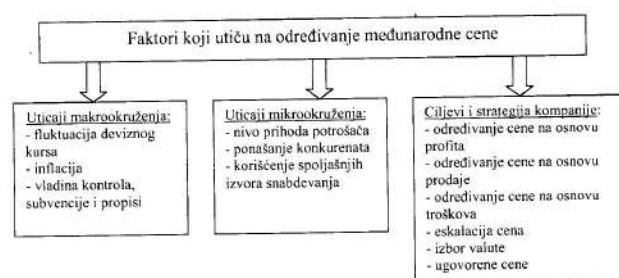 Faktori koji utiču na određivanje međunarodne cene
Uticaji makrookruženja:
- fluktuacija deviznog
kursa
- inflacija
- vladina kontrola,
subvencije i propisi
Uticaji mikrookruženja:
- nivo prihoda potrošača
- ponašanje konkurenata
- korišćenje spoljašnjih
izvora snabdevanja
Ciljevi i strategija kompanije:
- određivanje cene na osnovu
profita
- određivanje cene na osnovu
prodaje
- određivanje cene na osnovu
troškova
- eskalacija cena
- izbor valute
- ugovorene cene